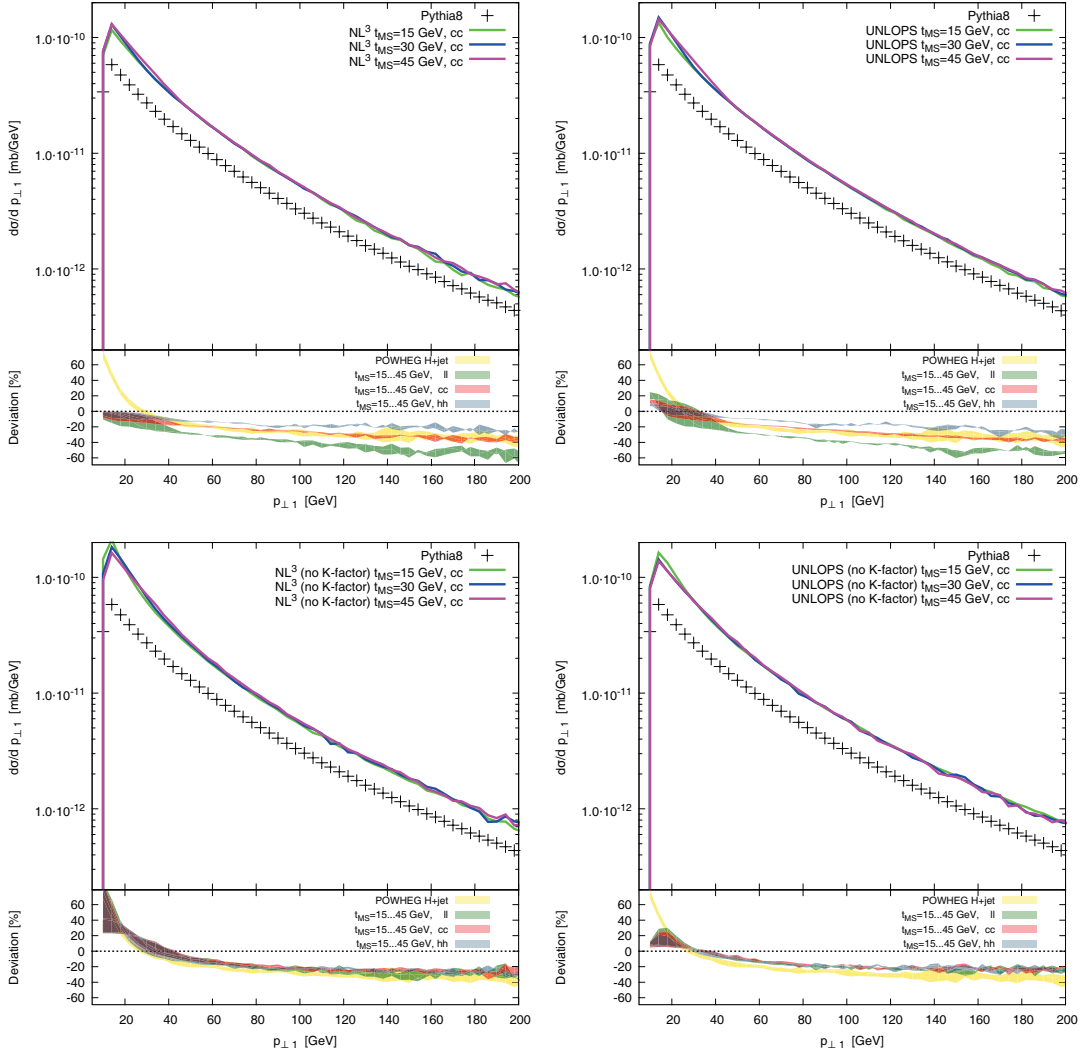 Pythia8
NL³ t_MS=15 GeV, cc
NL³ t_MS=30 GeV, cc
NL³ t_MS=45 GeV, cc
1.0·10⁻¹⁰
1.0·10⁻¹¹
1.0·10⁻¹²
dσ/d p⊥1 [mb/GeV]
POWHEG H+jet
t_MS=15...45 GeV, ll
t_MS=15...45 GeV, cc
t_MS=15...45 GeV, hh
60
40
20
0
-20
-40
-60
Deviation [%]
20 40 60 80 100 120 140 160 180 200
p⊥1 [GeV]
Pythia8
UNLOPS t_MS=15 GeV, cc
UNLOPS t_MS=30 GeV, cc
UNLOPS t_MS=45 GeV, cc
1.0·10⁻¹⁰
1.0·10⁻¹¹
1.0·10⁻¹²
dσ/d p⊥1 [mb/GeV]
POWHEG H+jet
t_MS=15...45 GeV, ll
t_MS=15...45 GeV, cc
t_MS=15...45 GeV, hh
60
40
20
0
-20
-40
-60
Deviation [%]
20 40 60 80 100 120 140 160 180 200
p⊥1 [GeV]
Pythia8
NL³ (no K-factor) t_MS=15 GeV, cc
NL³ (no K-factor) t_MS=30 GeV, cc
NL³ (no K-factor) t_MS=45 GeV, cc
1.0·10⁻¹⁰
1.0·10⁻¹¹
1.0·10⁻¹²
dσ/d p⊥1 [mb/GeV]
POWHEG H+jet
t_MS=15...45 GeV, ll
t_MS=15...45 GeV, cc
t_MS=15...45 GeV, hh
60
40
20
0
-20
-40
-60
Deviation [%]
20 40 60 80 100 120 140 160 180 200
p⊥1 [GeV]
Pythia8
UNLOPS (no K-factor) t_MS=15 GeV, cc
UNLOPS (no K-factor) t_MS=30 GeV, cc
UNLOPS (no K-factor) t_MS=45 GeV, cc
1.0·10⁻¹⁰
1.0·10⁻¹¹
1.0·10⁻¹²
dσ/d p⊥1 [mb/GeV]
POWHEG H+jet
t_MS=15...45 GeV, ll
t_MS=15...45 GeV, cc
t_MS=15...45 GeV, hh
60
40
20
0
-20
-40
-60
Deviation [%]
20 40 60 80 100 120 140 160 180 200
p⊥1 [GeV]